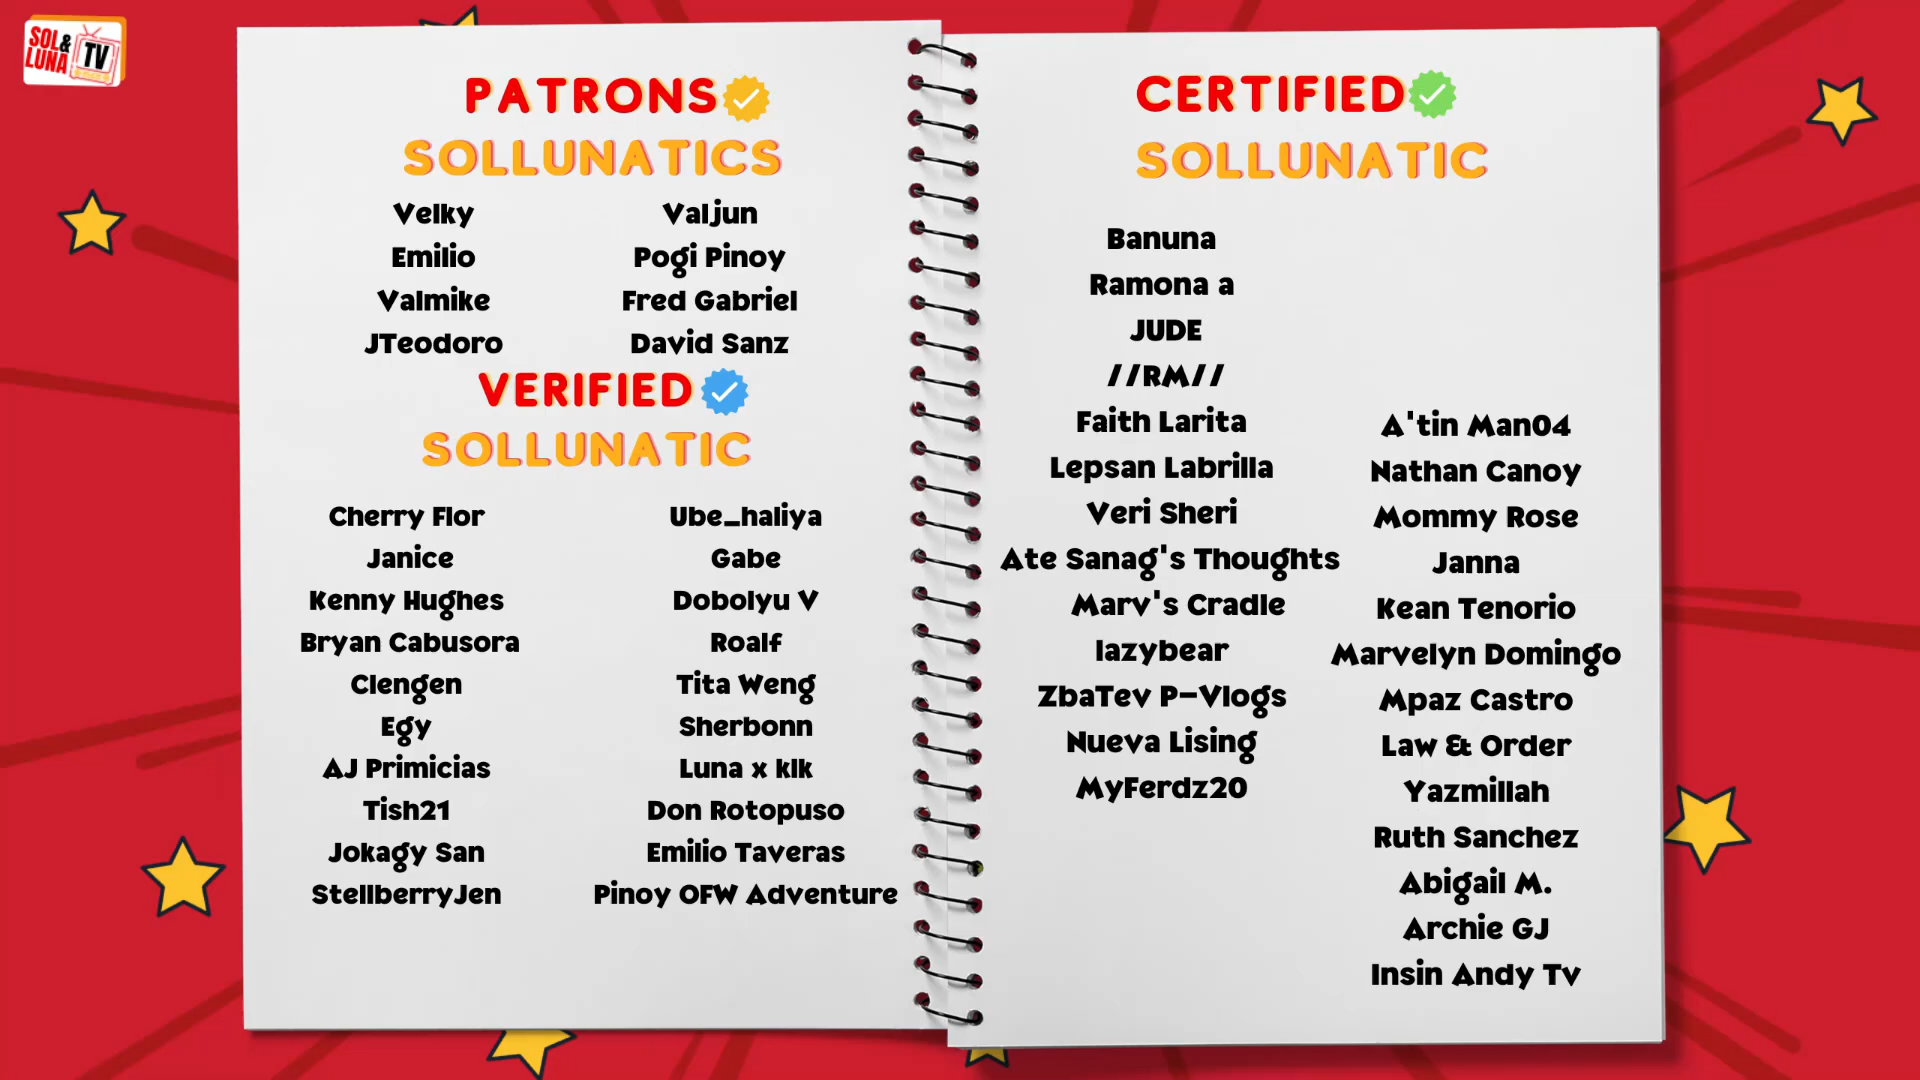 SOL&
LUNA TV
PATRONS
SOLLUNATICS
Velky
Emilio
Valmike
JTeodoro
Valjun
Pogi Pinoy
Fred Gabriel
David Sanz
VERIFIED
SOLLUNATIC
Cherry Flor
Janice
Kenny Hughes
Bryan Cabusora
Clengen
Egy
AJ Primicias
Tish21
Jokagy San
StellberryJen
Ube_haliya
Gabe
Dobolyu V
Roalf
Tita Weng
Sherbonn
Luna x klk
Don Rotopuso
Emilio Taveras
Pinoy OFW Adventure
CERTIFIED
SOLLUNATIC
Banuna
Ramona a
JUDE
//RM//
Faith Larita
Lepsan Labrilla
Veri Sheri
Ate Sanag's Thoughts
Marv's Cradle
lazybear
ZbaTev P-Vlogs
Nueva Lising
MyFerdz20
A'tin Man04
Nathan Canoy
Mommy Rose
Janna
Kean Tenorio
Marvelyn Domingo
Mpaz Castro
Law & Order
Yazmillah
Ruth Sanchez
Abigail M.
Archie GJ
Insin Andy Tv